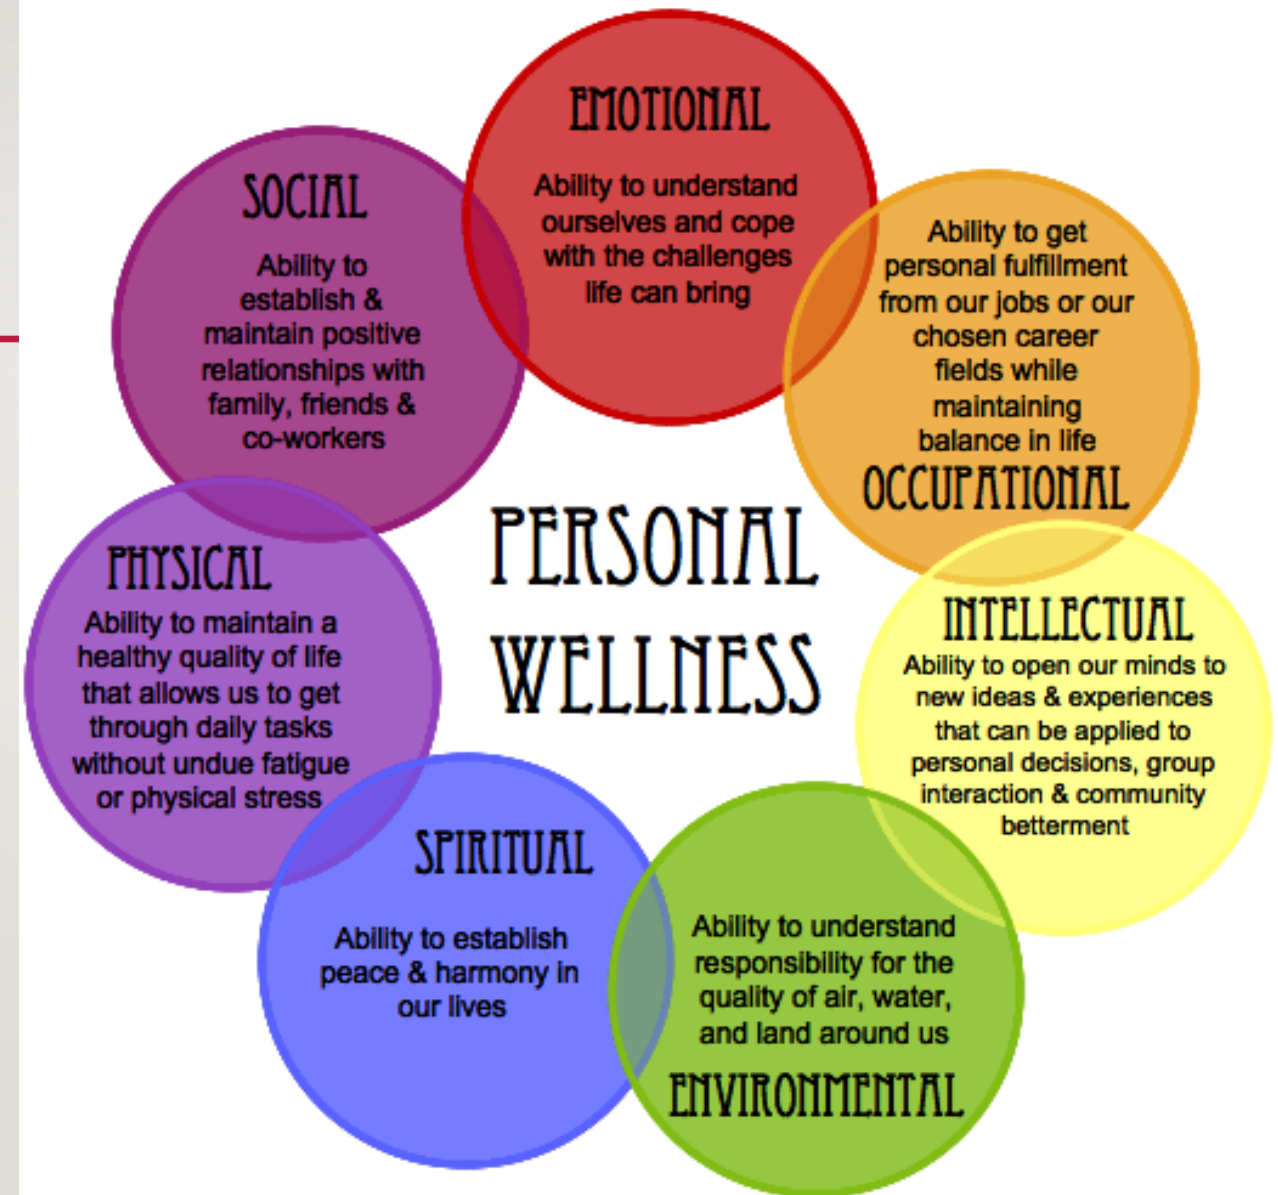 EMOTIONAL
Ability to understand
ourselves and cope
with the challenges
life can bring
SOCIAL
Ability to
establish &
maintain positive
relationships with
family, friends &
co-workers
Ability to get
personal fulfillment
from our jobs or our
chosen career
fields while
maintaining
balance in life
OCCUPATIONAL
PERSONAL
WELLNESS
PHYSICAL
Ability to maintain a
healthy quality of life
that allows us to get
through daily tasks
without undue fatigue
or physical stress
INTELLECTUAL
Ability to open our minds to
new ideas & experiences
that can be applied to
personal decisions, group
interaction & community
betterment
SPIRITUAL
Ability to establish
peace & harmony in
our lives
Ability to understand
responsibility for the
quality of air, water,
and land around us
ENVIRONMENTAL